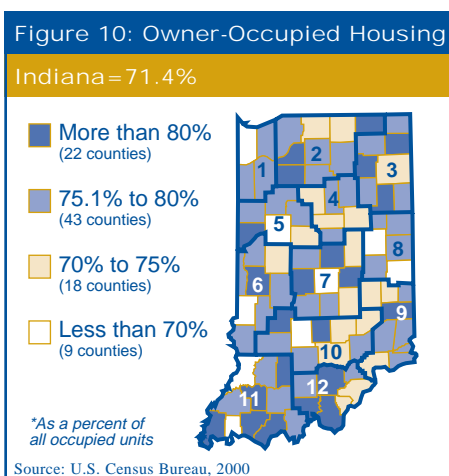 Figure 10: Owner-Occupied Housing
Indiana=71.4%
More than 80%
(22 counties)
75.1% to 80%
(43 counties)
70% to 75%
(18 counties)
Less than 70%
(9 counties)
*As a percent of
all occupied units
1
2
3
4
5
6
7
8
9
10
11
12
Source: U.S. Census Bureau, 2000